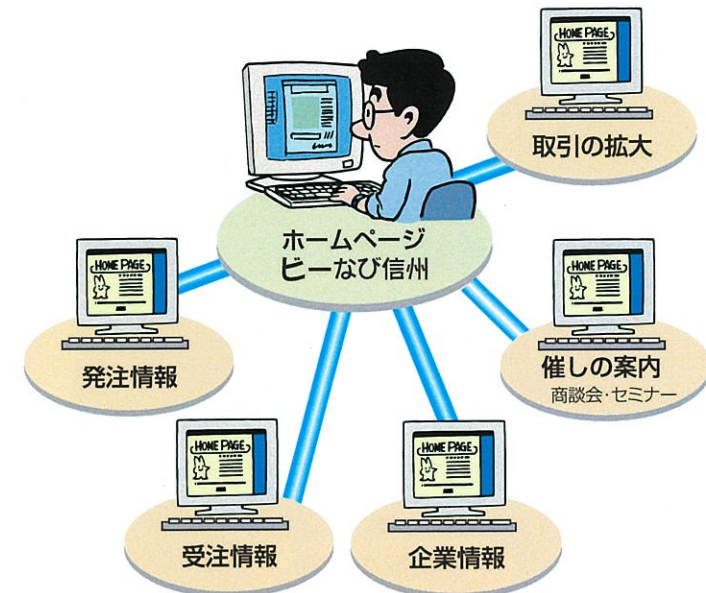 HOME PAGE
取引の拡大
ホームページ
ビーなび信州
HOME PAGE
発注情報
HOME PAGE
催しの案内
商談会・セミナー
HOME PAGE
受注情報
HOME PAGE
企業情報